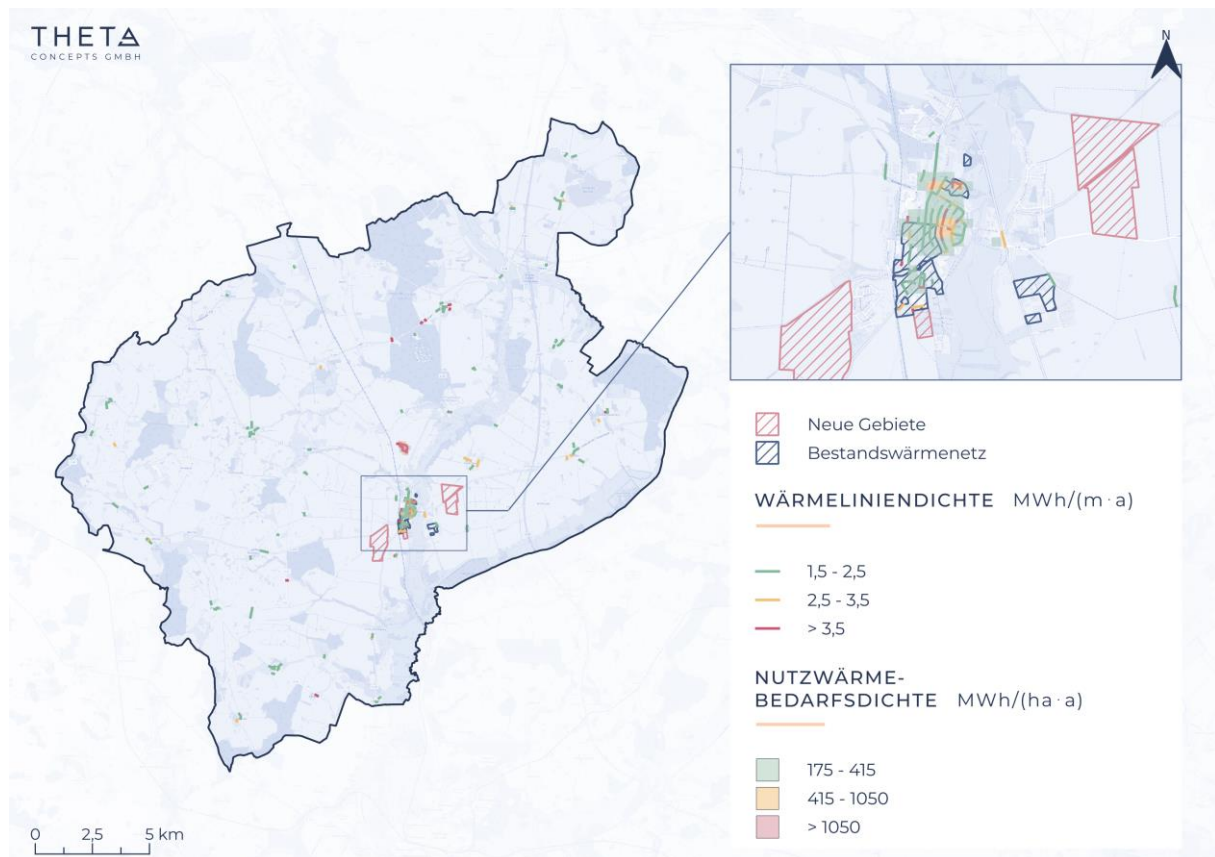 THETA
CONCEPTS GMBH
N
Neue Gebiete
Bestandswärmenetz
WÄRMELINIENDICHTE MWh/(m · a)
1,5 - 2,5
2,5 - 3,5
> 3,5
NUTZWÄRME-
BEDARFSDICHTE MWh/(ha · a)
175 - 415
415 - 1050
> 1050
0 2,5 5 km